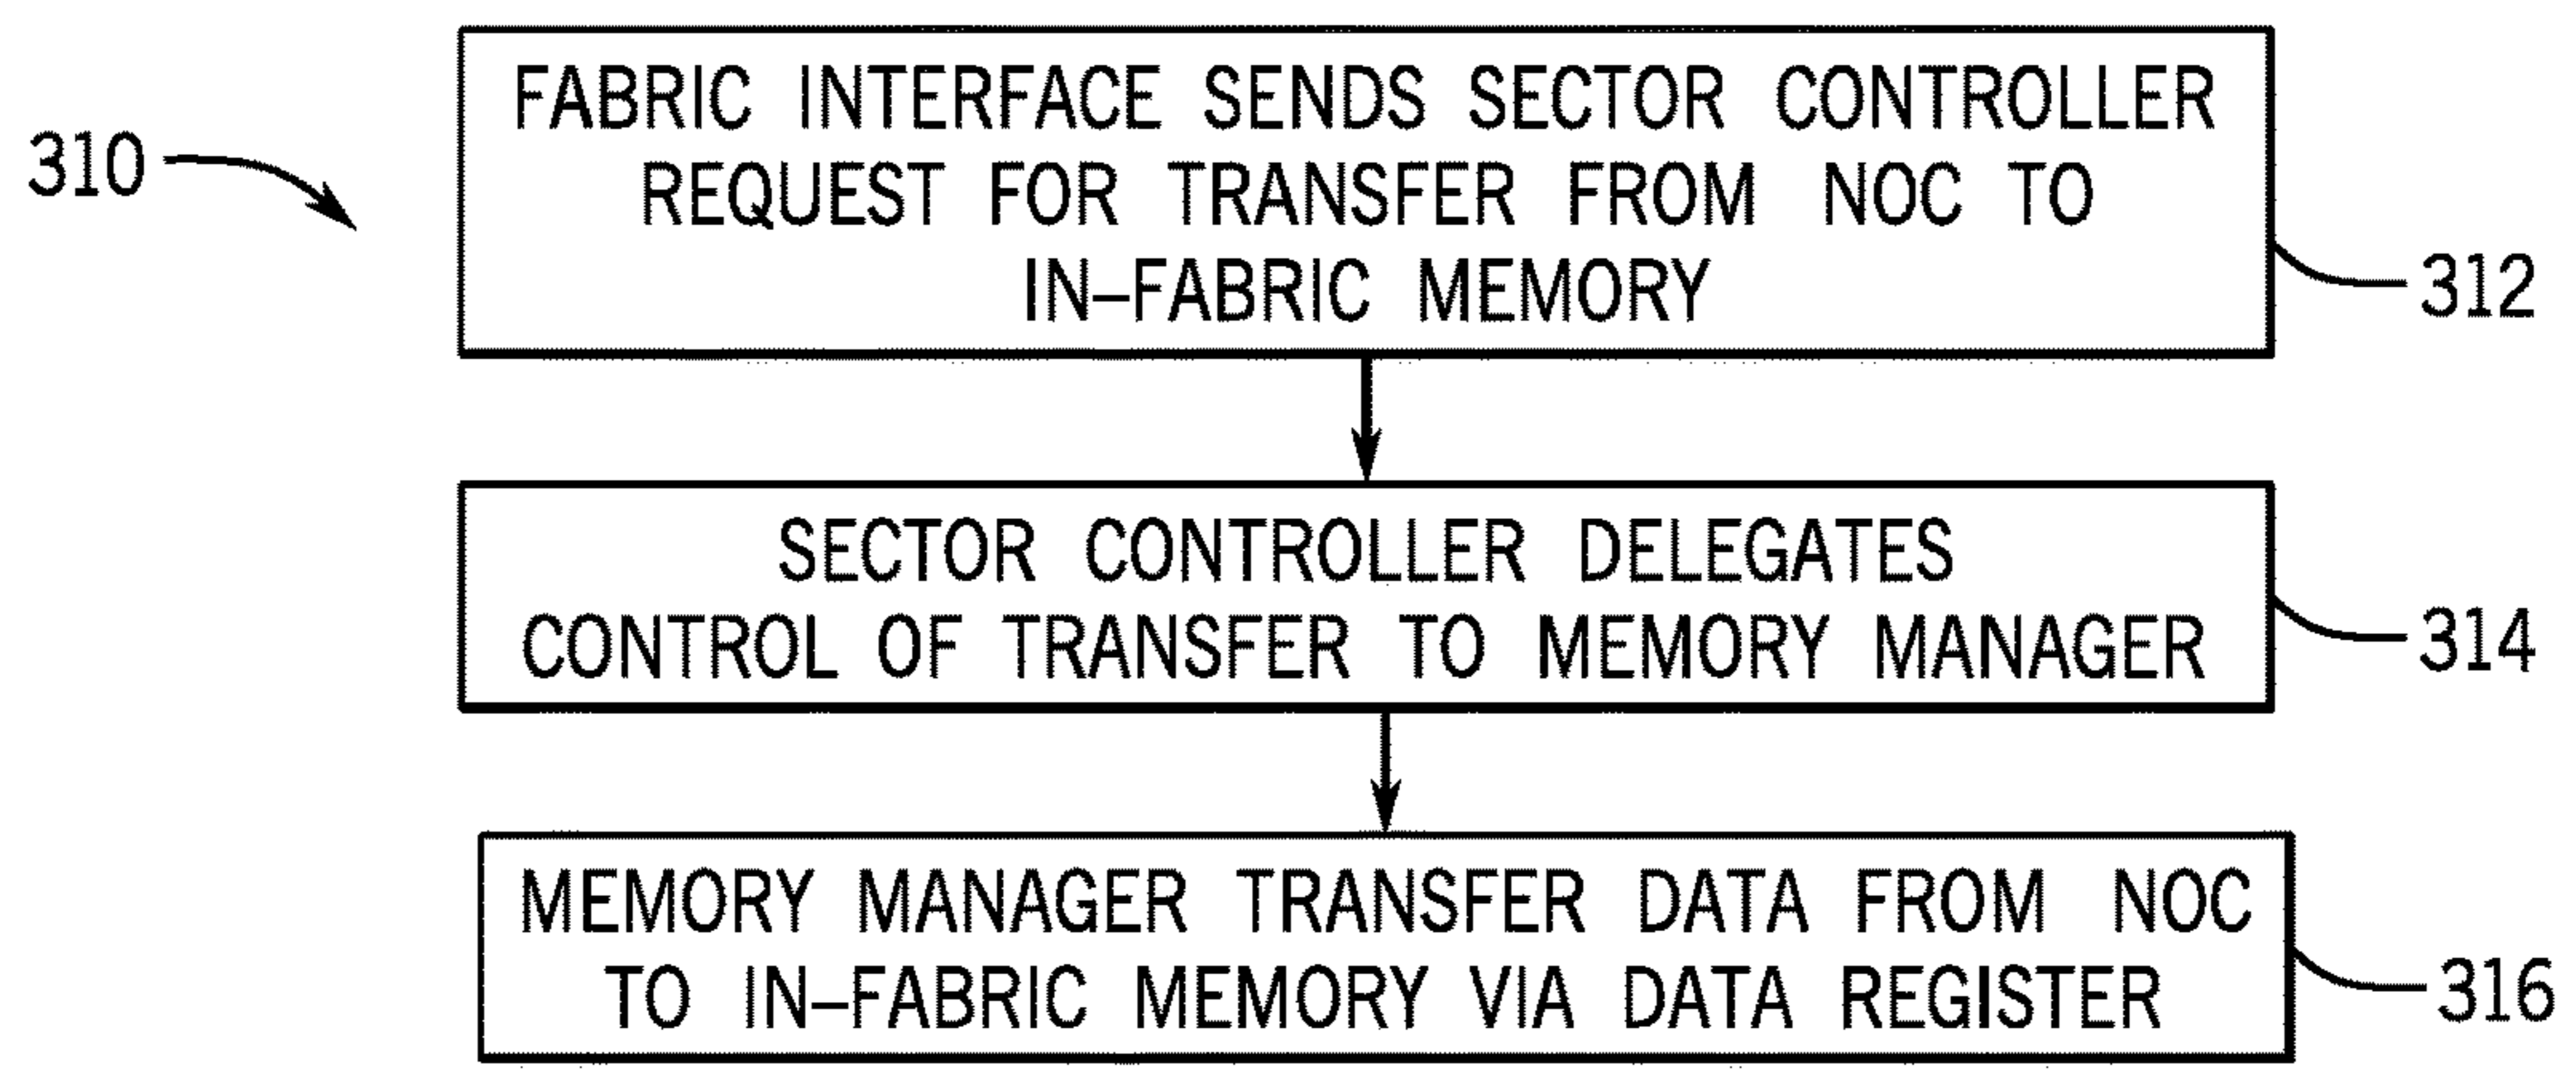 FABRIC INTERFACE SENDS SECTOR CONTROLLER
REQUEST FOR TRANSFER FROM NOC TO
IN–FABRIC MEMORY
310
312
SECTOR CONTROLLER DELEGATES
CONTROL OF TRANSFER TO MEMORY MANAGER
314
MEMORY MANAGER TRANSFER DATA FROM NOC
TO IN–FABRIC MEMORY VIA DATA REGISTER
316